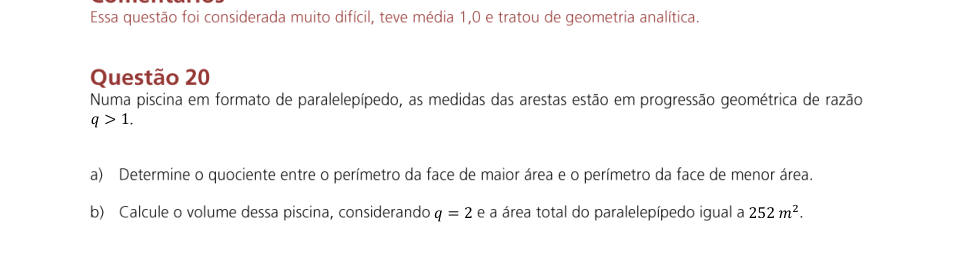 Essa questão foi considerada muito difícil, teve média 1,0 e tratou de geometria analítica.
Questão 20
Numa piscina em formato de paralelepípedo, as medidas das arestas estão em progressão geométrica de razão
q > 1.
a) Determine o quociente entre o perímetro da face de maior área e o perímetro da face de menor área.
b) Calcule o volume dessa piscina, considerando q = 2 e a área total do paralelepípedo igual a 252 m².